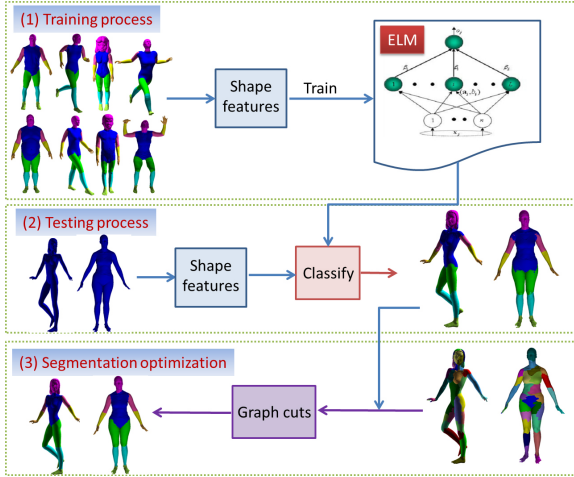 (1) Training process
ELM
Shape
features
Train
(2) Testing process
Shape
features
Classify
(3) Segmentation optimization
Graph cuts